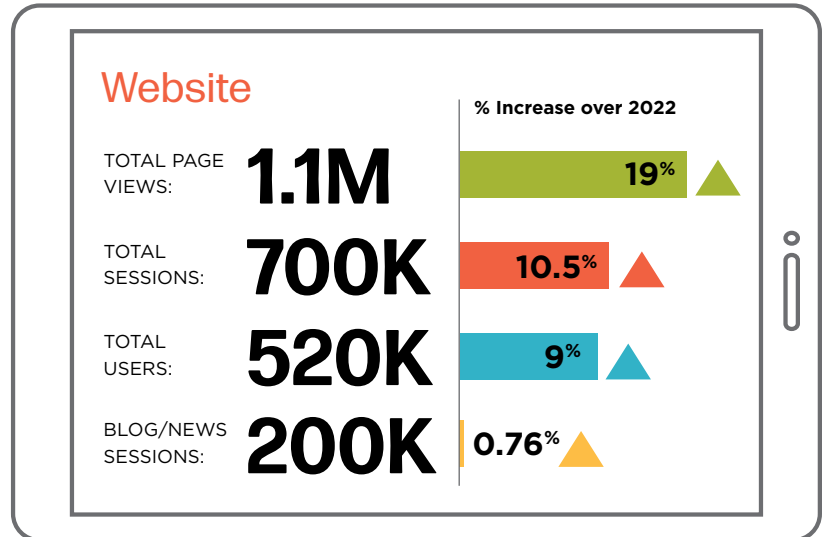 Website
% Increase over 2022
TOTAL PAGE
VIEWS:
1.1M
19%
TOTAL
SESSIONS:
700K
10.5%
TOTAL
USERS:
520K
9%
BLOG/NEWS
SESSIONS:
200K
0.76%